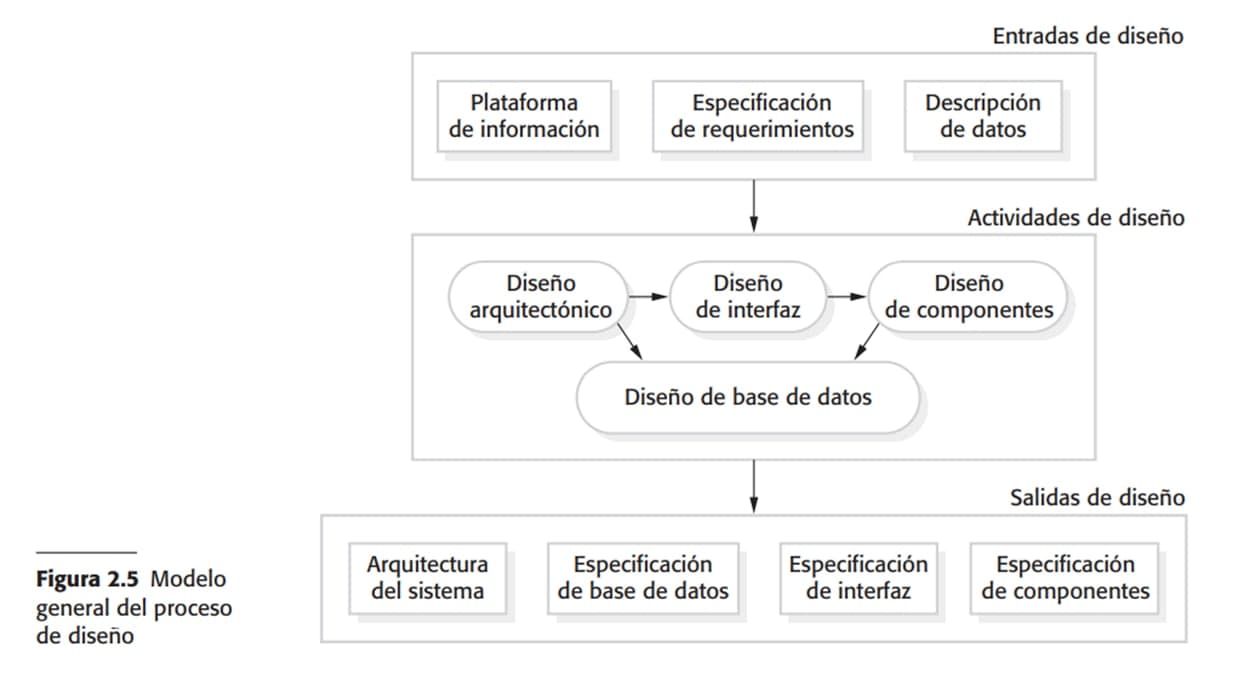 Entradas de diseño
Plataforma
de información
Especificación
de requerimientos
Descripción
de datos
Actividades de diseño
Diseño
arquitectónico
Diseño
de interfaz
Diseño
de componentes
Diseño de base de datos
Salidas de diseño
Arquitectura
del sistema
Especificación
de base de datos
Especificación
de interfaz
Especificación
de componentes
Figura 2.5 Modelo
general del proceso
de diseño